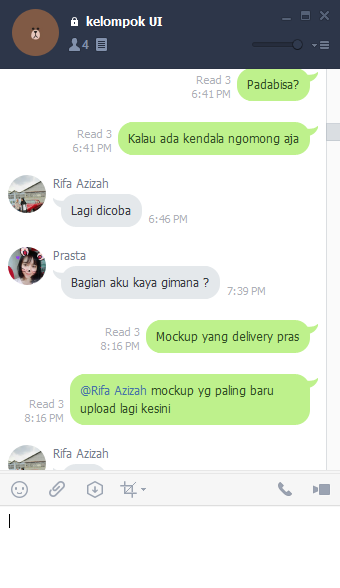 kelompok UI
4
Read 3
6:41 PM
Padabisa?
Read 3
6:41 PM
Kalau ada kendala ngomong aja
Rifa Azizah
Lagi dicoba
6:46 PM
Prasta
Bagian aku kaya gimana ?
7:39 PM
Read 3
8:16 PM
Mockup yang delivery pras
Read 3
8:16 PM
@Rifa Azizah mockup yg paling baru
upload lagi kesini
Rifa Azizah